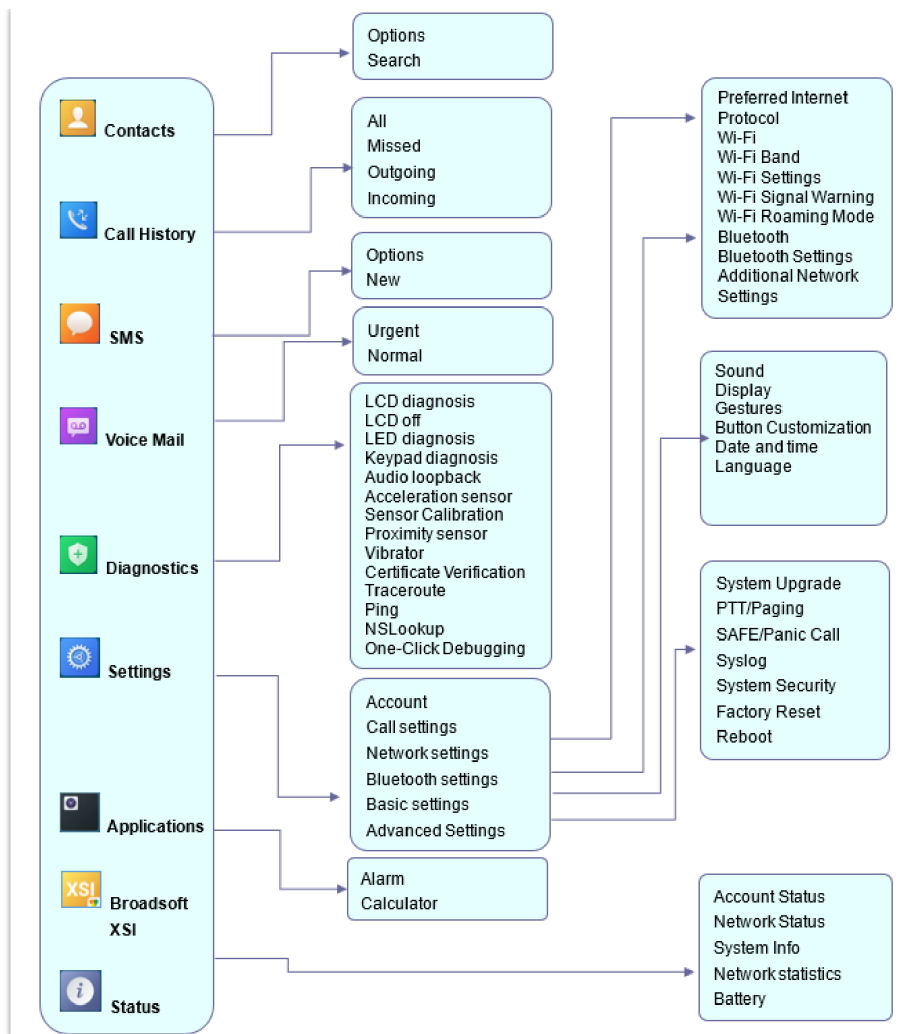 Contacts
Call History
SMS
Voice Mail
Diagnostics
Settings
Applications
XSI
Broadsoft
XSI
Status
Options
Search
All
Missed
Outgoing
Incoming
Options
New
Urgent
Normal
LCD diagnosis
LCD off
LED diagnosis
Keypad diagnosis
Audio loopback
Acceleration sensor
Sensor Calibration
Proximity sensor
Vibrator
Certificate Verification
Traceroute
Ping
NSLookup
One-Click Debugging
Account
Call settings
Network settings
Bluetooth settings
Basic settings
Advanced Settings
Alarm
Calculator
Preferred Internet
Protocol
Wi-Fi
Wi-Fi Band
Wi-Fi Settings
Wi-Fi Signal Warning
Wi-Fi Roaming Mode
Bluetooth
Bluetooth Settings
Additional Network
Settings
Sound
Display
Gestures
Button Customization
Date and time
Language
System Upgrade
PTT/Paging
SAFE/Panic Call
Syslog
System Security
Factory Reset
Reboot
Account Status
Network Status
System Info
Network statistics
Battery